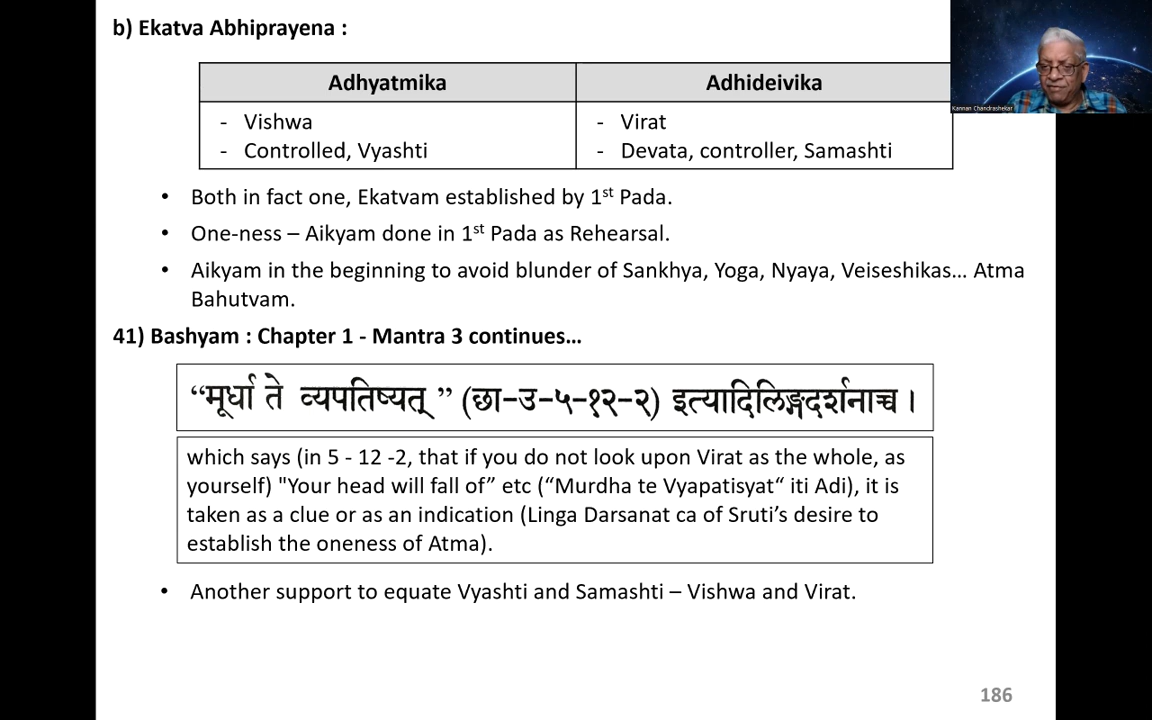 b) Ekatva Abhiprayena :
Adhyatmika Adhideivika
- Vishwa - Virat
- Controlled, Vyashti - Devata, controller, Samashti
Kannan Chandrashekar
• Both in fact one, Ekatvam established by 1st Pada.
• One-ness – Aikyam done in 1st Pada as Rehearsal.
• Aikyam in the beginning to avoid blunder of Sankhya, Yoga, Nyaya, Veiseshikas... Atma
Bahutvam.
41) Bashyam : Chapter 1 - Mantra 3 continues...
“मूर्धा ते व्यपतिष्यत् ” (छा-उ-५-१२-२) इत्यादिलिङ्गदर्शनाच्च ।
which says (in 5 - 12 -2, that if you do not look upon Virat as the whole, as
yourself) "Your head will fall of” etc (“Murdha te Vyapatisyat“ iti Adi), it is
taken as a clue or as an indication (Linga Darsanat ca of Sruti’s desire to
establish the oneness of Atma).
• Another support to equate Vyashti and Samashti – Vishwa and Virat.
186